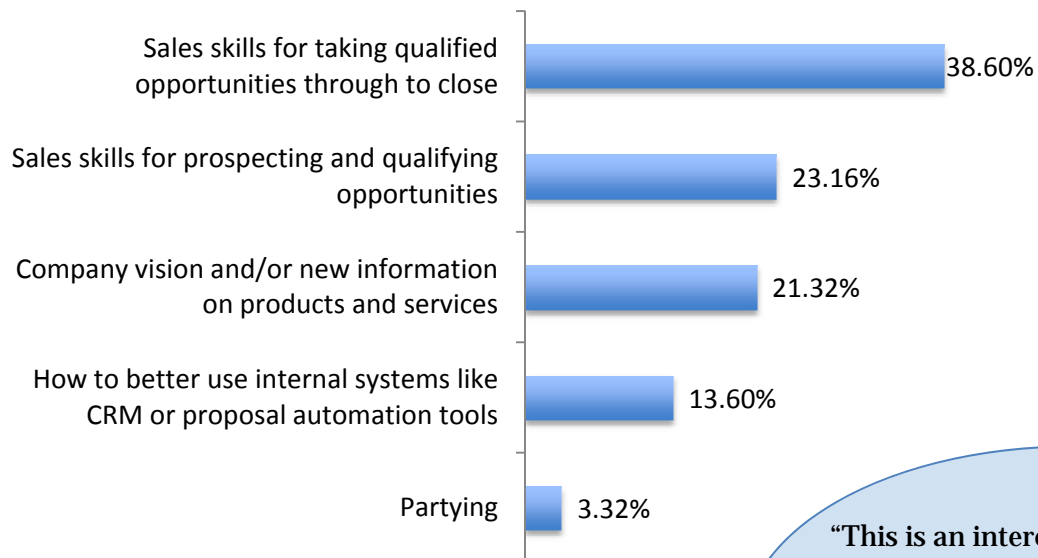 Sales skills for taking qualified
opportunities through to close
38.60%
Sales skills for prospecting and qualifying
opportunities
23.16%
Company vision and/or new information
on products and services
21.32%
How to better use internal systems like
CRM or proposal automation tools
13.60%
Partying
3.32%
“This is an